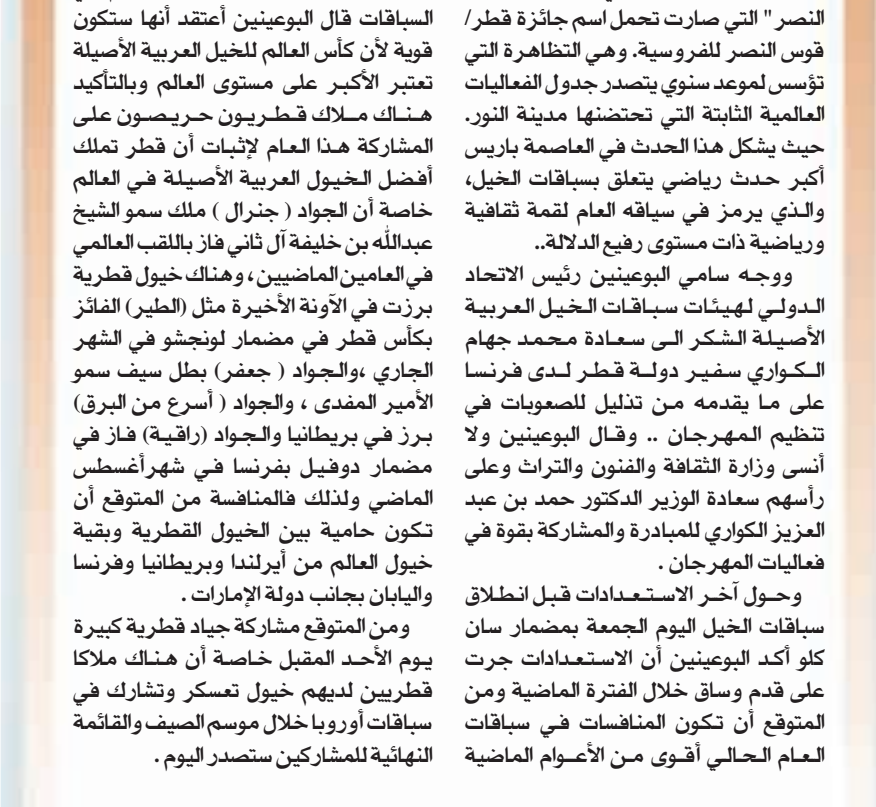 النصر" التي صارت تحمل اسم جائزة قطر/
قوس النصر للفروسية. وهي التظاهرة التي
تؤسس لموعد سنوي يتصدر جدول الفعاليات
العالمية الثابتة التي تحتضنها مدينة النور.
حيث يشكل هذا الحدث في العاصمة باريس
أكبر حدث رياضي يتعلق بسباقات الخيل،
والذي يرمز في سياقه العام لقمة ثقافية
ورياضية ذات مستوى رفيع الدلالة..
ووجه سامي البوعينين رئيس الاتحاد
الدولي لهيئات سباقات الخيل العربية
الأصيلة الشكر الى سعادة محمد جهام
الكواري سفير دولة قطر لدى فرنسا
على ما يقدمه من تذليل للصعوبات في
تنظيم المهرجان .. وقال البوعينين ولا
أنسى وزارة الثقافة والفنون والتراث وعلى
رأسهم سعادة الوزير الدكتور حمد بن عبد
العزيز الكواري للمبادرة والمشاركة بقوة في
فعاليات المهرجان .
وحول آخر الاستعدادات قبل انطلاق
سباقات الخيل اليوم الجمعة بمضمار سان
كلو أكد البوعينين أن الاستعدادات جرت
على قدم وساق خلال الفترة الماضية ومن
المتوقع أن تكون المنافسات في سباقات
العام الحالي أقوى من الأعوام الماضية
السباقات قال البوعينين أعتقد أنها ستكون
قوية لأن كأس العالم للخيل العربية الأصيلة
تعتبر الأكبر على مستوى العالم وبالتأكيد
هناك ملاك قطريون حريصون على
المشاركة هذا العام لإثبات أن قطر تملك
أفضل الخيول العربية الأصيلة في العالم
خاصة أن الجواد ( جنرال ) ملك سمو الشيخ
عبدالله بن خليفة آل ثاني فاز باللقب العالمي
في العامين الماضيين ، وهناك خيول قطرية
برزت في الآونة الأخيرة مثل (الطير) الفائز
بكأس قطر في مضمار لونجشو في الشهر
الجاري ،والجواد ( جعفر) بطل سيف سمو
الأمير المفدى ، والجواد ( أسرع من البرق)
برز في بريطانيا والجواد (راقية) فاز في
مضمار دوفيل بفرنسا في شهرأغسطس
الماضي ولذلك فالمنافسة من المتوقع أن
تكون حامية بين الخيول القطرية وبقية
خيول العالم من أيرلندا وبريطانيا وفرنسا
واليابان بجانب دولة الإمارات .
ومن المتوقع مشاركة جياد قطرية كبيرة
يوم الأحد المقبل خاصة أن هناك ملاكا
قطريين لديهم خيول تعسكر وتشارك في
سباقات أوروبا خلال موسم الصيف والقائمة
النهائية للمشاركين ستصدر اليوم .